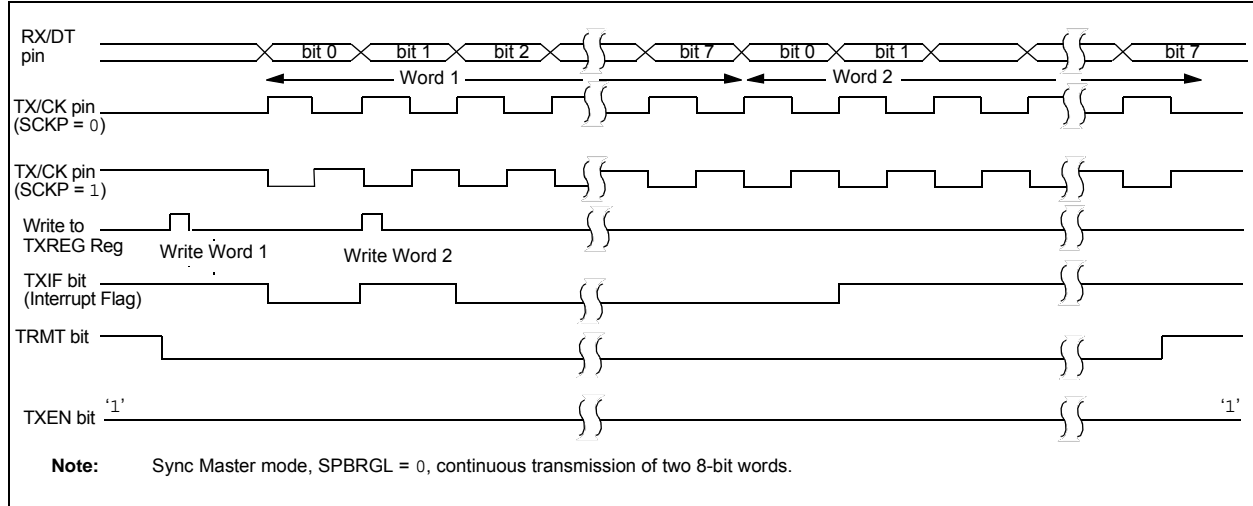 RX/DT
pin
bit 0 bit 1 bit 2 bit 7 bit 0 bit 1 bit 7
Word 1 Word 2
TX/CK pin
(SCKP = 0)
TX/CK pin
(SCKP = 1)
Write to
TXREG Reg
Write Word 1 Write Word 2
TXIF bit
(Interrupt Flag)
TRMT bit
TXEN bit ‘1’ ‘1’
Note: Sync Master mode, SPBRGL = 0, continuous transmission of two 8-bit words.